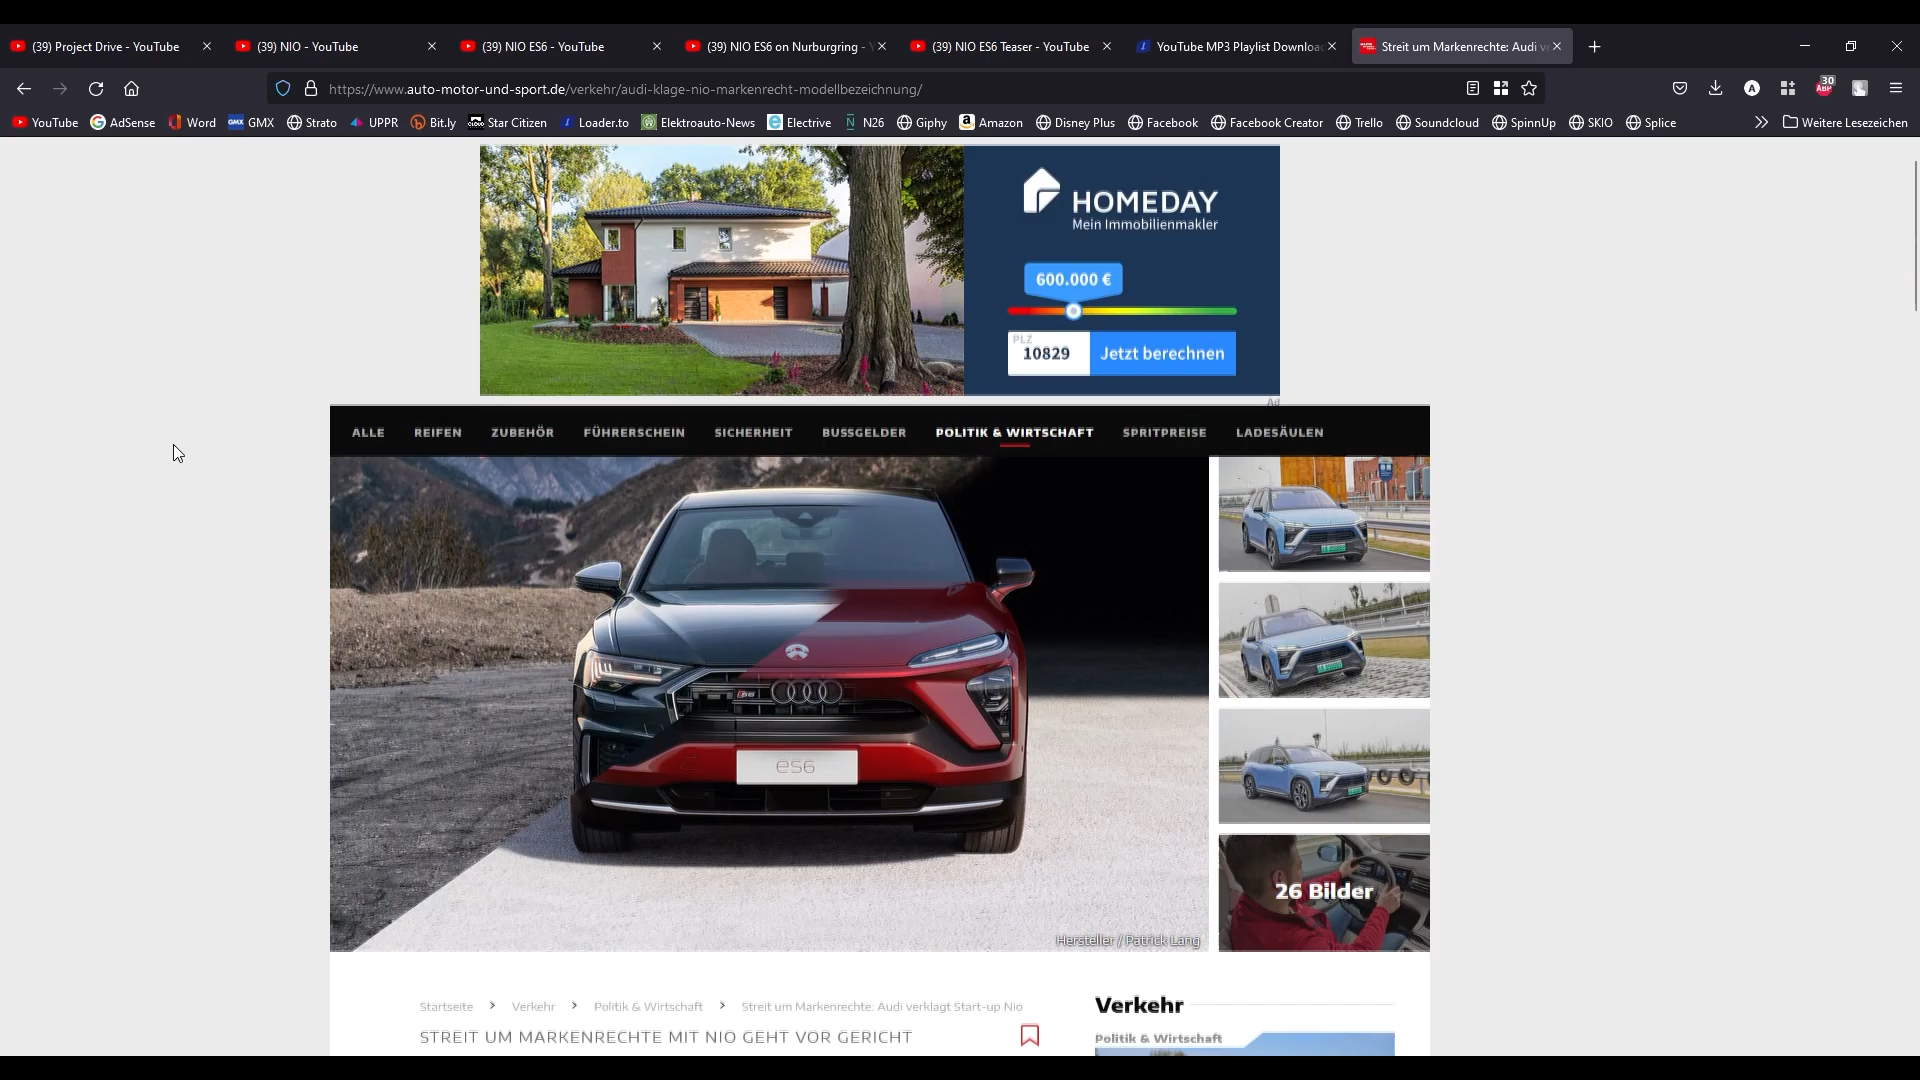 (39) Project Drive - YouTube
(39) NIO - YouTube
(39) NIO ES6 - YouTube
(39) NIO ES6 on Nurburgring -
(39) NIO ES6 Teaser - YouTube
YouTube MP3 Playlist Downloa
Streit um Markenrechte: Audi
https://www.auto-motor-und-sport.de/verkehr/audi-klage-nio-markenrecht-modellbezeichnung/
30
ABP
A
YouTube
AdSense
Word
GMX GMX
Strato
UPPR
Bit.ly
Star Citizen
Loader.to
Elektroauto-News
Electrive
N26
Giphy
Amazon
Disney Plus
Facebook
Facebook Creator
Trello
Soundcloud
SpinnUp
SKIO
Splice
Weitere Lesezeichen
HOMEDAY
Mein Immobilienmakler
600.000 €
PLZ
10829
Jetzt berechnen
Ad
ALLE
REIFEN
ZUBEHÖR
FÜHRERSCHEIN
SICHERHEIT
BUSSGELDER
POLITIK & WIRTSCHAFT
SPRITPREISE
LADESÄULEN
S6
es6
26 Bilder
Hersteller / Patrick Lang
Startseite > Verkehr > Politik & Wirtschaft > Streit um Markenrechte: Audi verklagt Start-up Nio
STREIT UM MARKENRECHTE MIT NIO GEHT VOR GERICHT
Verkehr
Politik & Wirtschaft